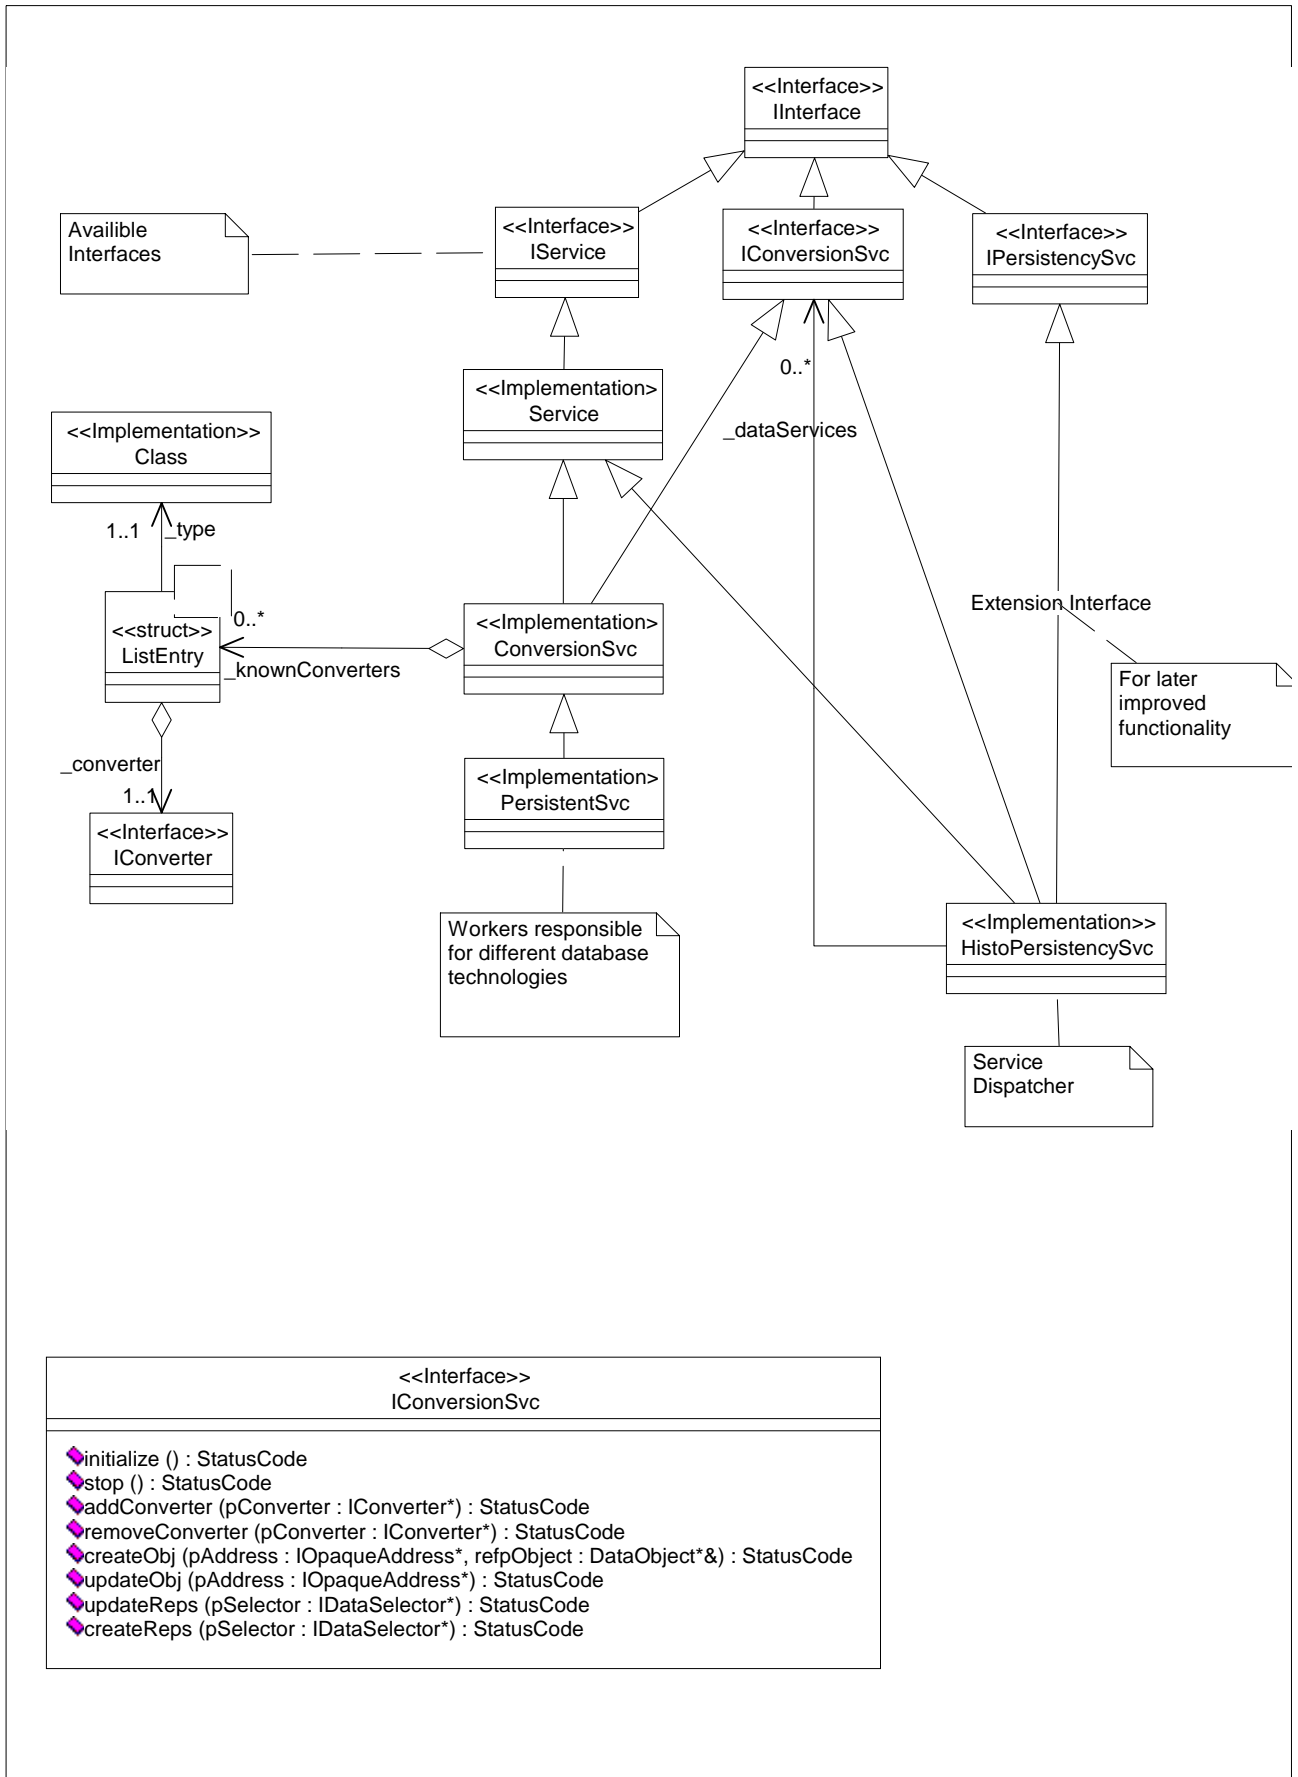 <<Interface>>
IInterface
Availible
Interfaces
<<Interface>>
IService
<<Interface>>
IConversionSvc
<<Interface>>
IPersistencySvc
0..*
<<Implementation>
Service
_dataServices
<<Implementation>>
Class
1..1
_type
Extension Interface
<<struct>>
ListEntry
0..*
_knownConverters
<<Implementation>
ConversionSvc
For later
improved
functionality
_converter
1..1
<<Implementation>
PersistentSvc
<<Interface>>
IConverter
Workers responsible
for different database
technologies
<<Implementation>>
HistoPersistencySvc
Service
Dispatcher
<<Interface>>
IConversionSvc
initialize () : StatusCode
stop () : StatusCode
addConverter (pConverter : IConverter*) : StatusCode
removeConverter (pConverter : IConverter*) : StatusCode
createObj (pAddress : IOpaqueAddress*, refpObject : DataObject*&) : StatusCode
updateObj (pAddress : IOpaqueAddress*) : StatusCode
updateReps (pSelector : IDataSelector*) : StatusCode
createReps (pSelector : IDataSelector*) : StatusCode